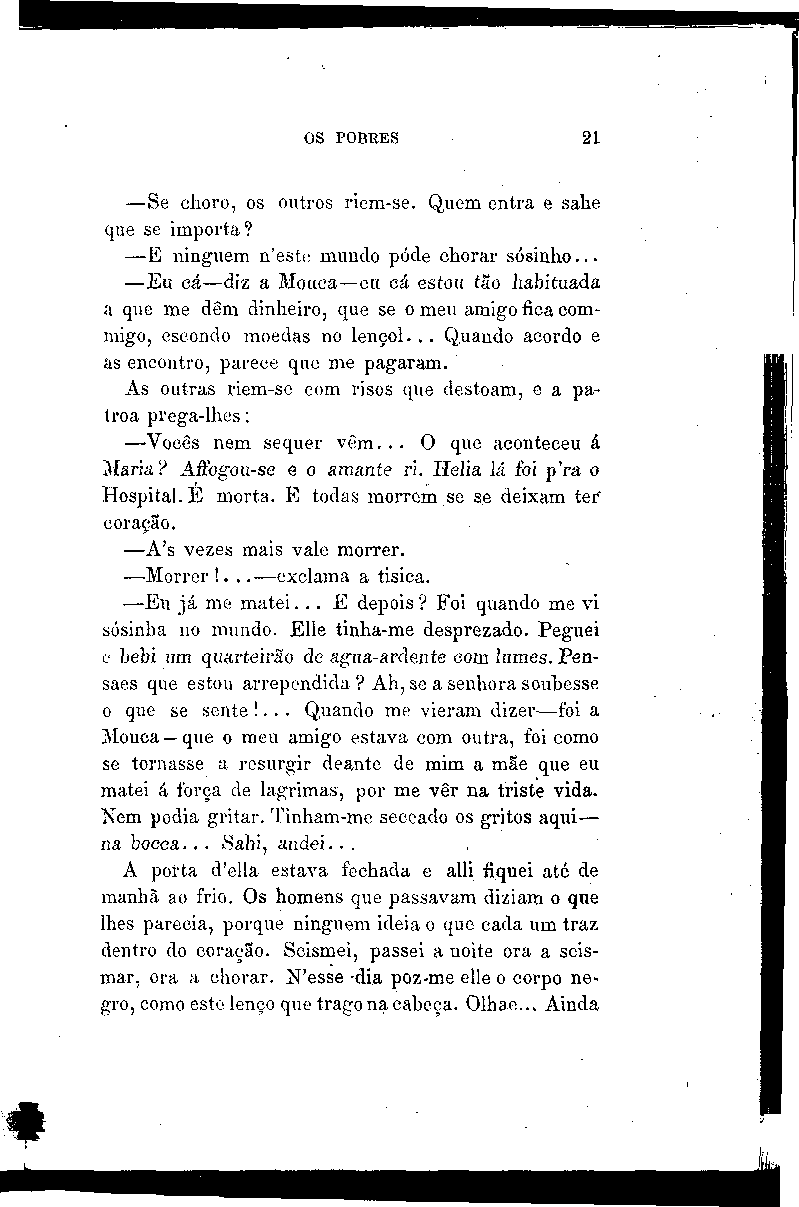 OS POBRES 21
—Se choro, os outros riem-se. Quem entra e sahe
que se importa?
—E ninguem n'este mundo póde chorar sósinho...
—Eu cá—diz a Mouca—eu cá estou tão habituada
a que me dêm dinheiro, que se o meu amigo fica com-
migo, escondo moedas no lençol... Quando acordo e
as encontro, parece que me pagaram.
As outras riem-se com risos que destoam, e a pa-
troa prega-lhes:
—Vocês nem sequer vêm... O que aconteceu á
Maria? Affogou-se e o amante ri. Helia lá foi p'ra o
Hospital. É morta. E todas morrem se se deixam ter
coração.
—A's vezes mais vale morrer.
—Morrer!...—exclama a tisica.
—Eu já me matei... E depois? Foi quando me vi
sósinha no mundo. Elle tinha-me desprezado. Peguei
e bebi um quarteirão de agua-ardente com lumes. Pen-
saes que estou arrependida? Ah, se a senhora soubesse
o que se sente!... Quando me vieram dizer—foi a
Mouca—que o meu amigo estava com outra, foi como
se tornasse a resurgir deante de mim a mãe que eu
matei á força de lagrimas, por me vêr na triste vida.
Nem podia gritar. Tinham-me seccado os gritos aqui—
na bocca... Sahi, andei...
A porta d'ella estava fechada e alli fiquei até de
manhã ao frio. Os homens que passavam diziam o que
lhes parecia, porque ninguem ideia o que cada um traz
dentro do coração. Scismei, passei a noite ora a scis-
mar, ora a chorar. N'esse dia poz-me elle o corpo ne-
gro, como este lenço que trago na cabeça. Olhae... Ainda